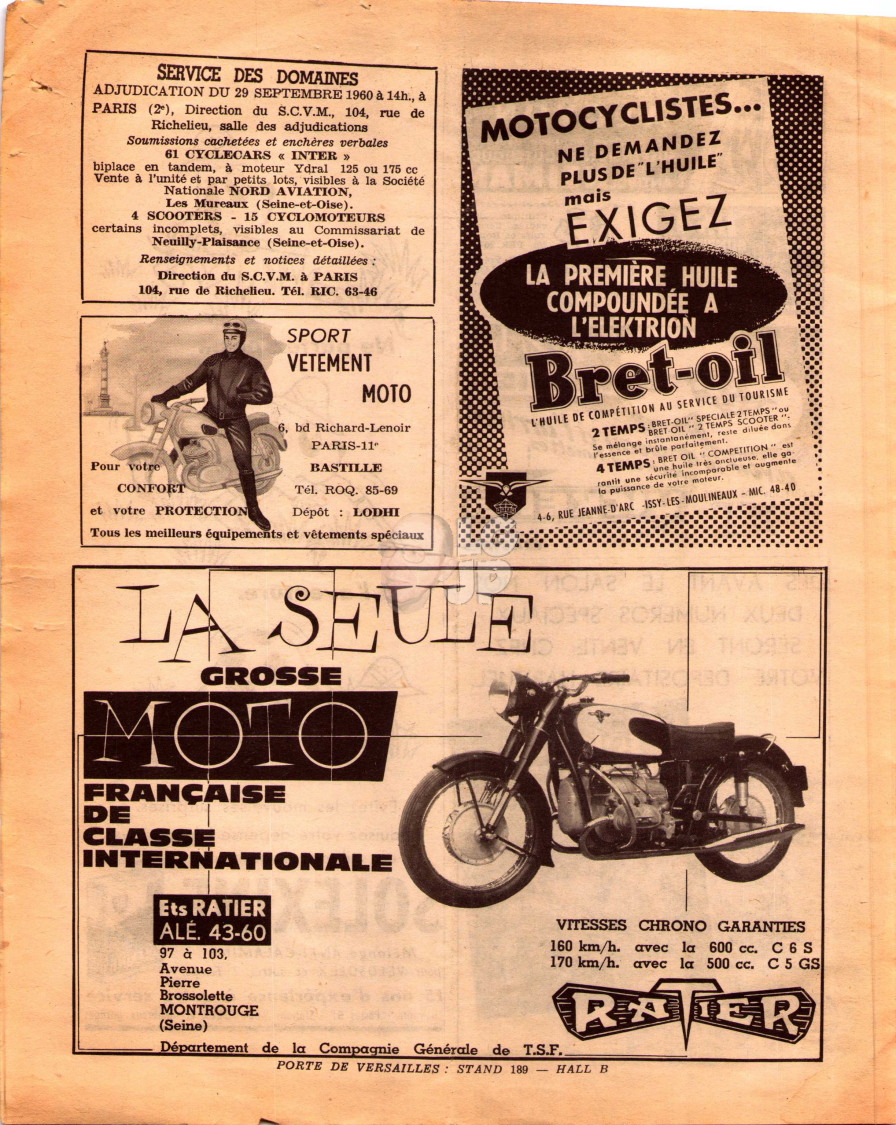 SERVICE DES DOMAINES
ADJUDICATION DU 29 SEPTEMBRE 1960 à 14h., à
PARIS (2e), Direction du S.C.V.M., 104, rue de
Richelieu, salle des adjudications
Soumissions cachetées et enchères verbales
61 CYCLECARS « INTER »
biplace en tandem, à moteur Ydral 125 ou 175 cc
Vente à l'unité et par petits lots, visibles à la Société
Nationale NORD AVIATION,
Les Mureaux (Seine-et-Oise).
4 SCOOTERS - 15 CYCLOMOTEURS
certains incomplets, visibles au Commissariat de
Neuilly-Plaisance (Seine-et-Oise).
Renseignements et notices détaillées :
Direction du S.C.V.M. à PARIS
104, rue de Richelieu. Tél. RIC. 63-46
SPORT
VETEMENT
MOTO
6, bd Richard-Lenoir
PARIS-11e
BASTILLE
Tél. ROQ. 85-69
Dépôt : LODHI
Pour votre
CONFORT
et votre PROTECTION
Tous les meilleurs équipements et vêtements spéciaux
MOTOCYCLISTES...
NE DEMANDEZ
PLUS DE "L'HUILE"
mais
EXIGEZ
LA PREMIÈRE HUILE
COMPOUNDÉE A
L'ELEKTRION
Bret-oil
L'HUILE DE COMPÉTITION AU SERVICE DU TOURISME
2 TEMPS : BRET-OIL" SPECIALE 2 TEMPS "ou
BRET OIL " 2 TEMPS SCOOTER ":
Se mélange instantanément, reste diluée dans
l'essence et brûle parfaitement.
4 TEMPS : BRET OIL " COMPETITION " est
une huile très onctueuse, elle ga-
rantit une sécurité incomparable et augmente
la puissance de votre moteur.
4-6, RUE JEANNE-D'ARC - ISSY-LES-MOULINEAUX - MIC. 48-40
LA SEULE
GROSSE
MOTO
FRANÇAISE
DE
CLASSE
INTERNATIONALE
Ets RATIER
ALÉ. 43-60
97 à 103,
Avenue
Pierre
Brossolette
MONTROUGE
(Seine)
VITESSES CHRONO GARANTIES
160 km/h. avec la 600 cc. C 6 S
170 km/h. avec la 500 cc. C 5 GS
RATIER
Département de la Compagnie Générale de T.S.F.
PORTE DE VERSAILLES : STAND 189 — HALL B